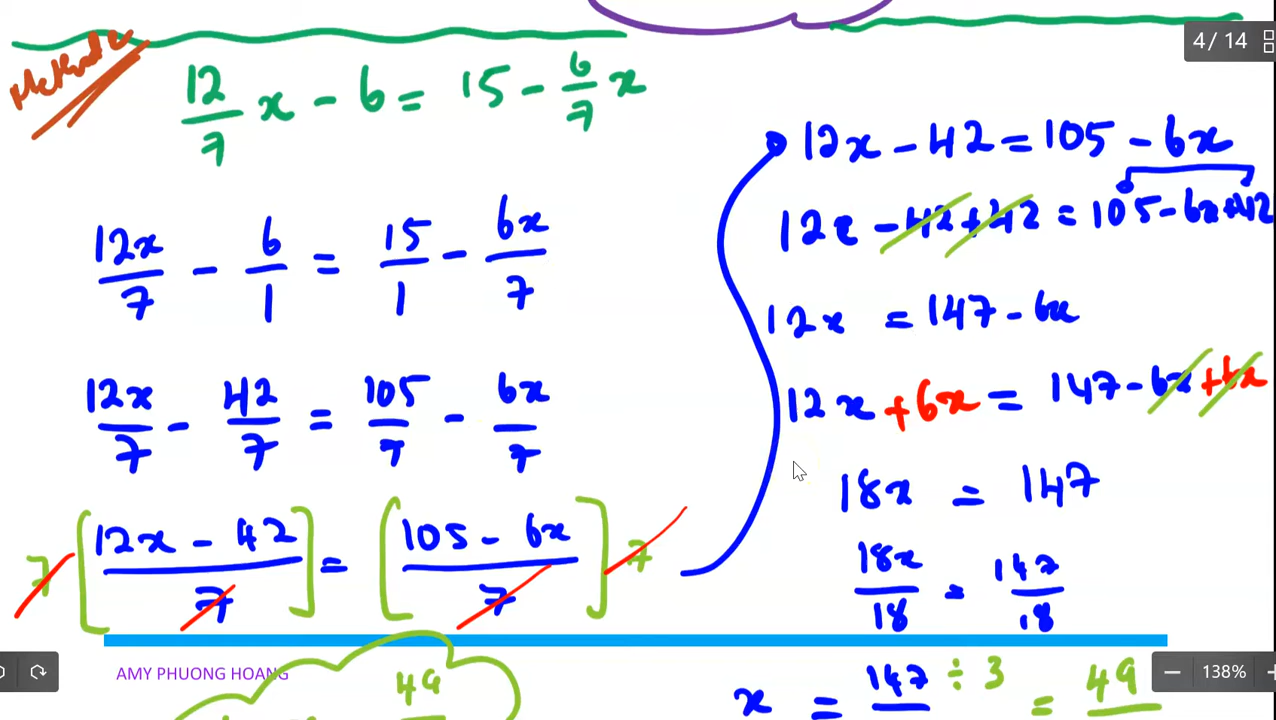 4 / 14
Method
12/7 x - 6 = 15 - 6/7 x
12x/7 - 6/1 = 15/1 - 6x/7
12x/7 - 42/7 = 105/7 - 6x/7
7 [ 12x - 42 / 7 ] = [ 105 - 6x / 7 ] 7
12x - 42 = 105 - 6x
12x - 42 + 42 = 105 - 6x + 42
12x = 147 - 6x
12x + 6x = 147 - 6x + 6x
18x = 147
18x/18 = 147/18
x = 147 ÷ 3 = 49
49
AMY PHUONG HOANG
138%